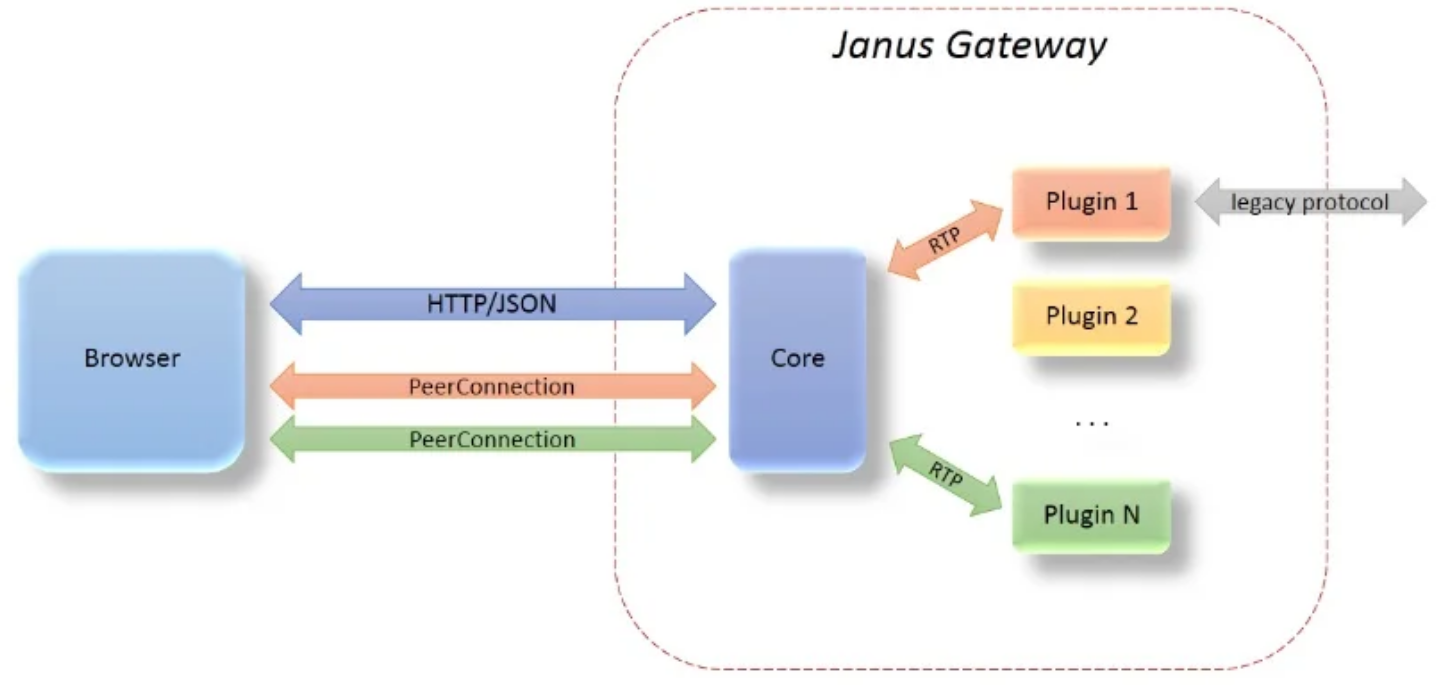 Janus Gateway
Plugin 1
legacy protocol
RTP
HTTP/JSON
Plugin 2
Browser
Core
PeerConnection
. . .
PeerConnection
RTP
Plugin N